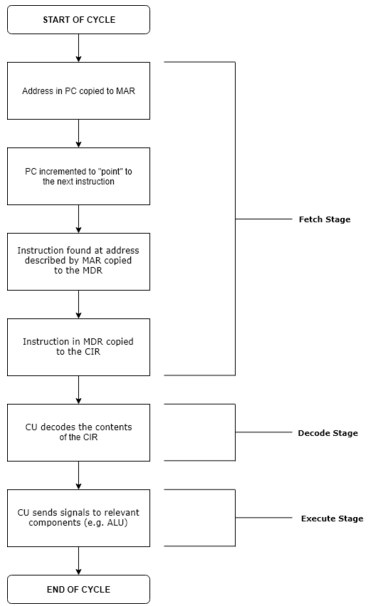 START OF CYCLE
Address in PC copied to MAR
PC incremented to "point" to
the next instruction
Fetch Stage
Instruction found at address
described by MAR copied
to the MDR
Instruction in MDR copied
to the CIR
CU decodes the contents
of the CIR
Decode Stage
CU sends signals to relevant
components (e.g. ALU)
Execute Stage
END OF CYCLE